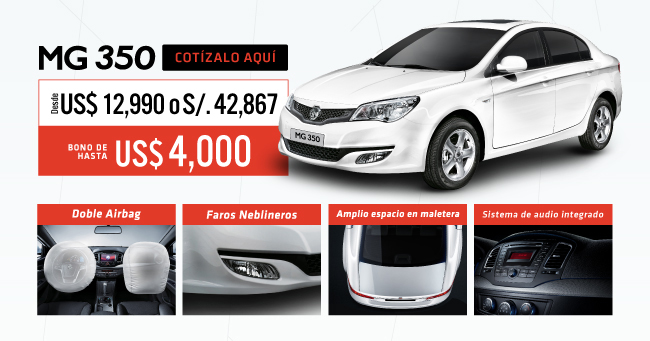 MG 350
COTÍZALO AQUÍ
Desde
US$ 12,990 o S/. 42,867
BONO DE
HASTA
US$ 4,000
MG 350
Doble Airbag
Faros Neblineros
Amplio espacio en maletera
Sistema de audio integrado